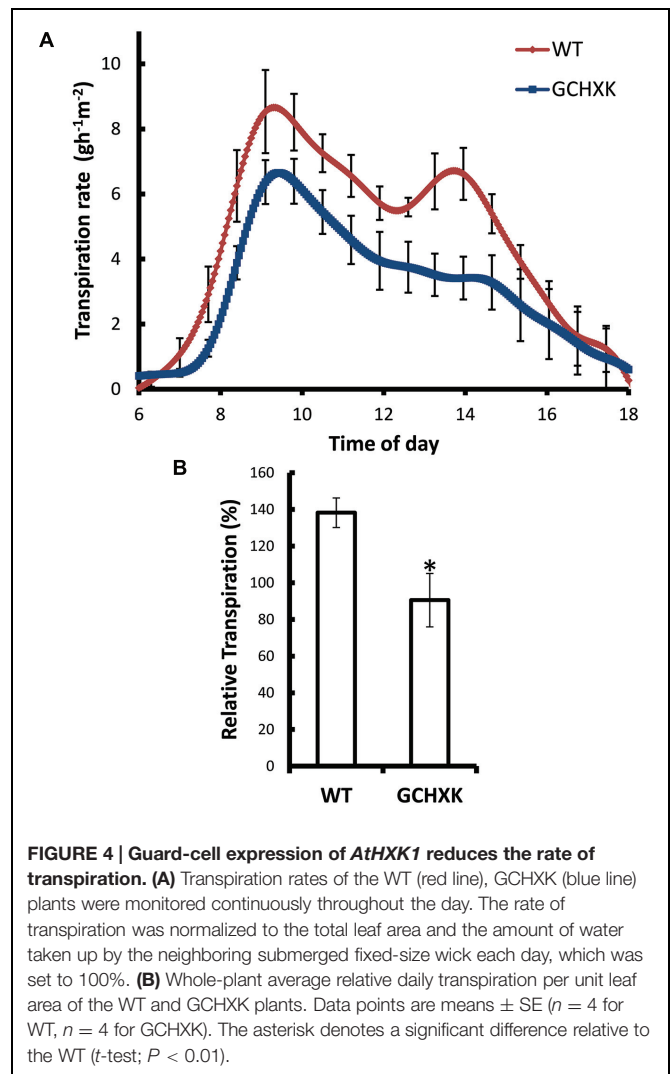 A
WT
GCHXK
Transpiration rate (gh⁻¹m⁻²)
10
8
6
4
2
0
6 8 10 12 14 16 18
Time of day
B
Relative Transpiration (%)
160
140
120
100
80
60
40
20
0
*
WT GCHXK
FIGURE 4 | Guard-cell expression of AtHXK1 reduces the rate of
transpiration. (A) Transpiration rates of the WT (red line), GCHXK (blue line)
plants were monitored continuously throughout the day. The rate of
transpiration was normalized to the total leaf area and the amount of water
taken up by the neighboring submerged fixed-size wick each day, which was
set to 100%. (B) Whole-plant average relative daily transpiration per unit leaf
area of the WT and GCHXK plants. Data points are means ± SE (n = 4 for
WT, n = 4 for GCHXK). The asterisk denotes a significant difference relative to
the WT (t-test; P < 0.01).